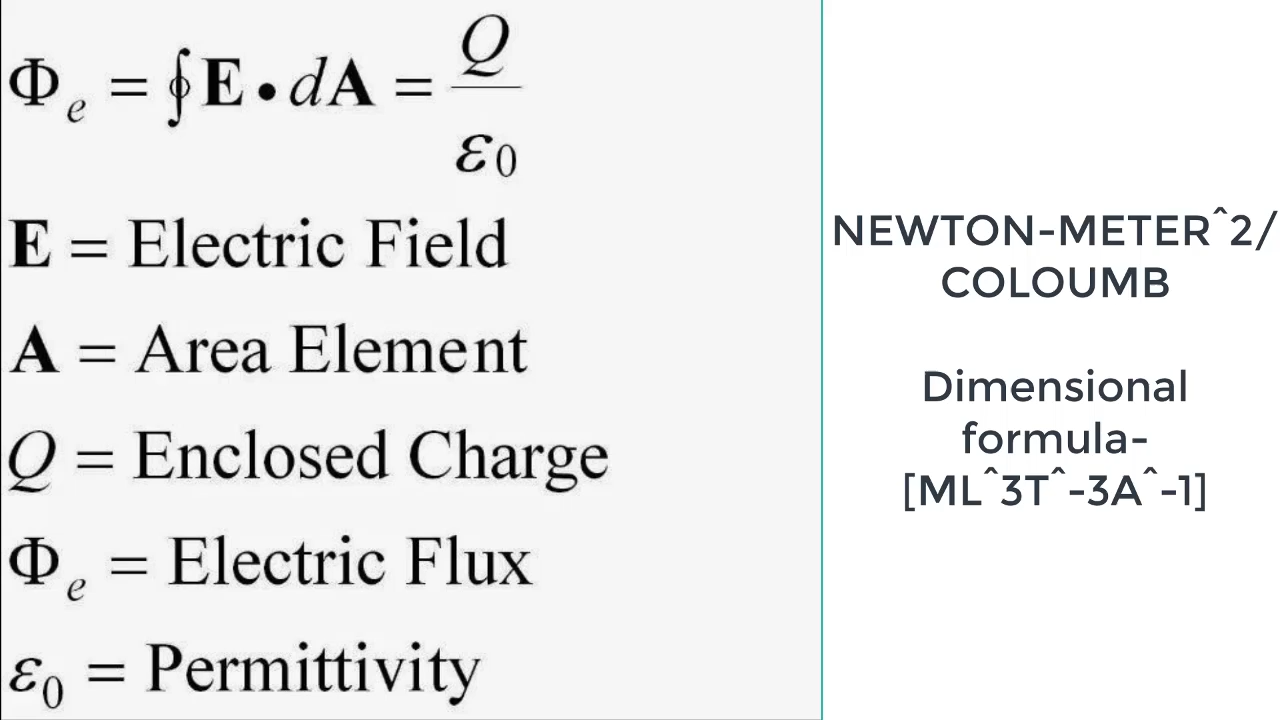 Φₑ = ∮ E • dA = Q/ε₀
E = Electric Field
A = Area Element
Q = Enclosed Charge
Φₑ = Electric Flux
ε₀ = Permittivity
NEWTON-METER^2/
COLOUMB
Dimensional
formula-
[ML^3T^-3A^-1]